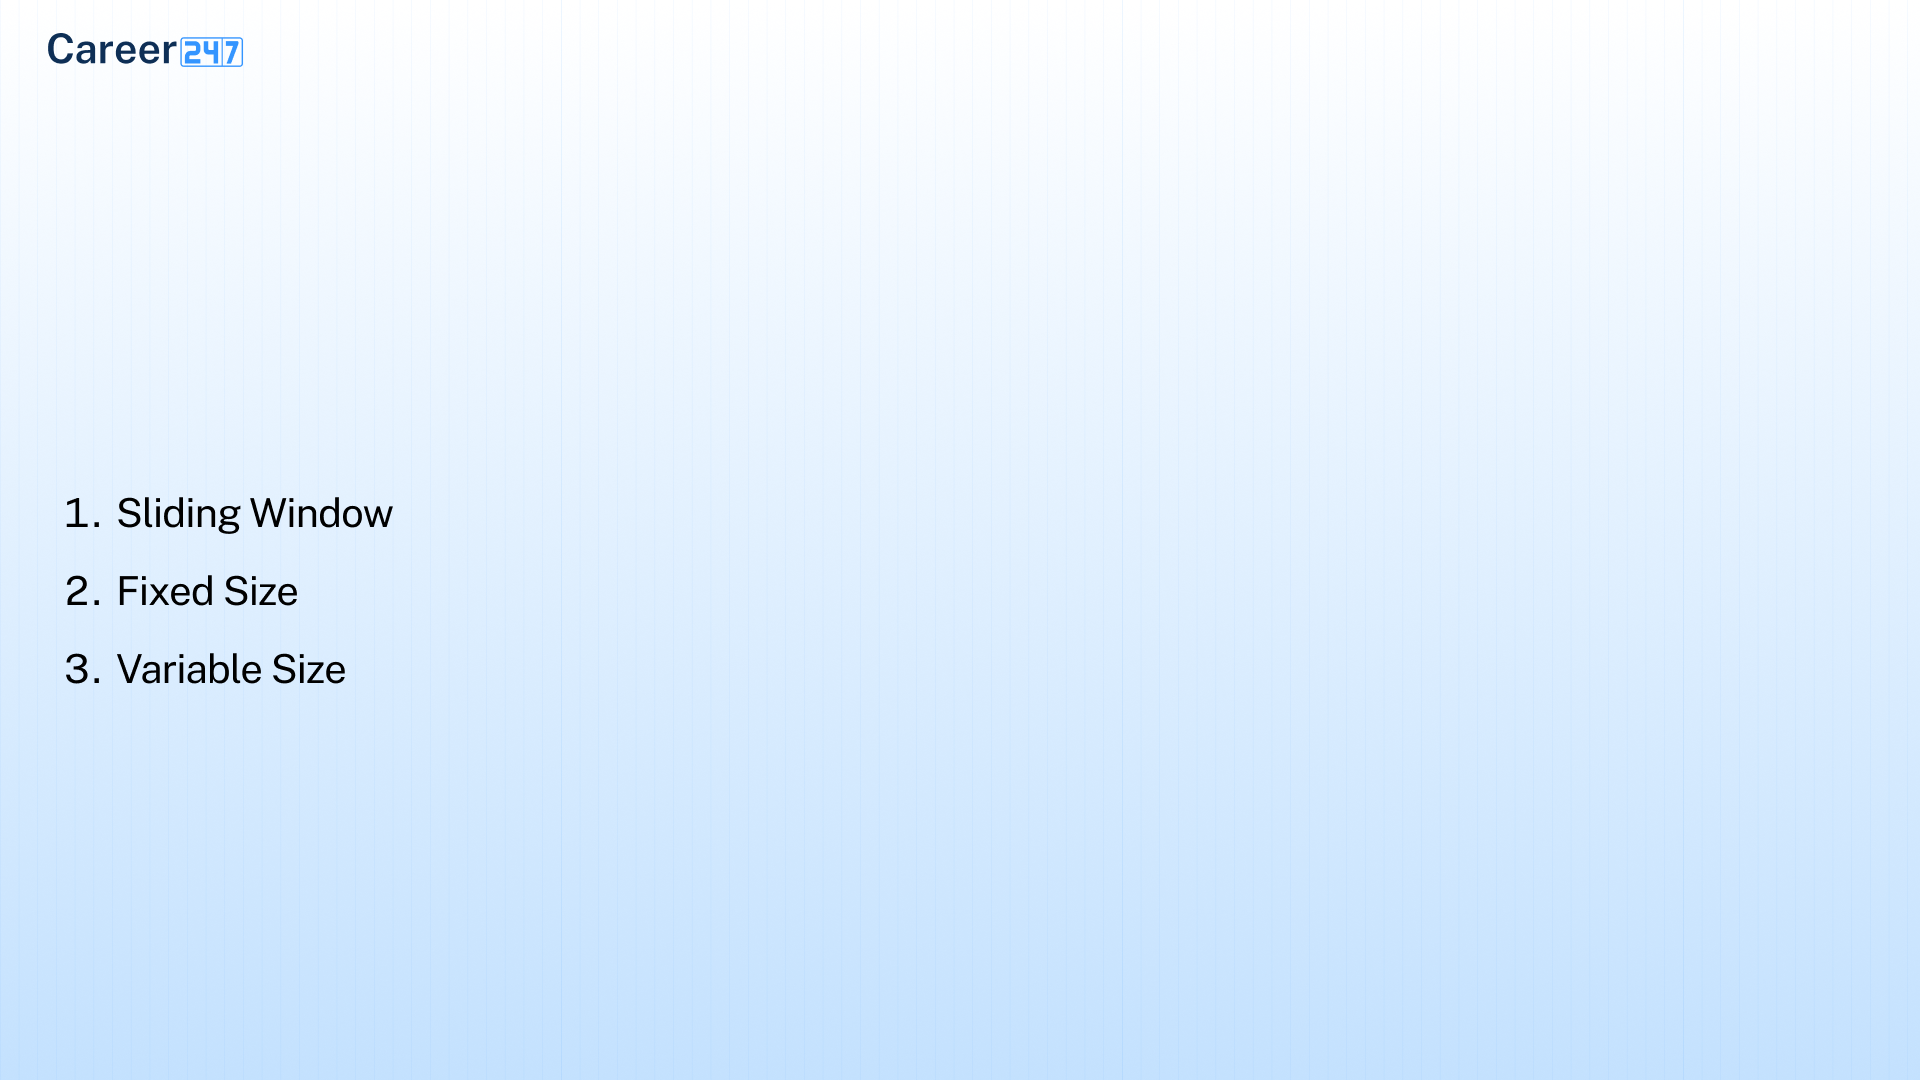 Career247
1. Sliding Window
2. Fixed Size
3. Variable Size